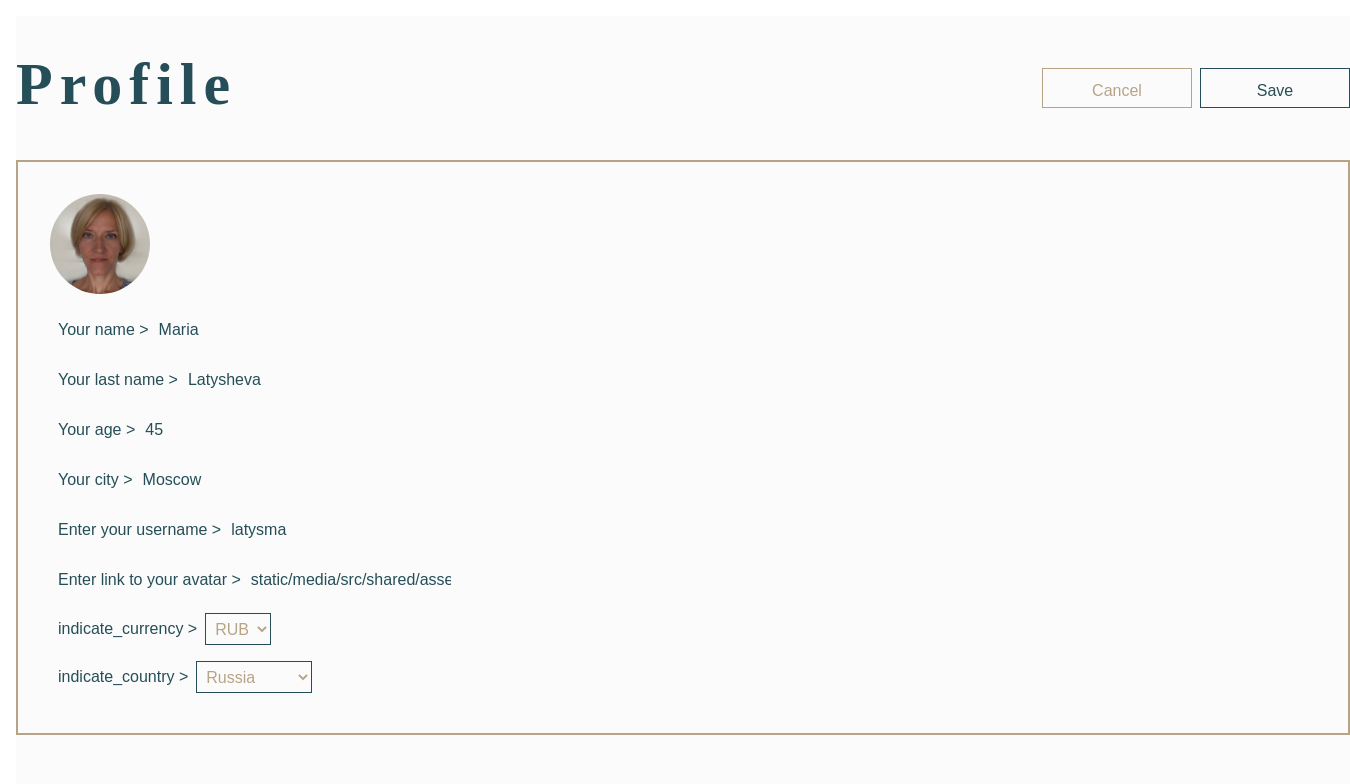 Profile
Cancel
Save
Your name > Maria
Your last name > Latysheva
Your age > 45
Your city > Moscow
Enter your username > latysma
Enter link to your avatar > static/media/src/shared/asse
indicate_currency > RUB
indicate_country > Russia